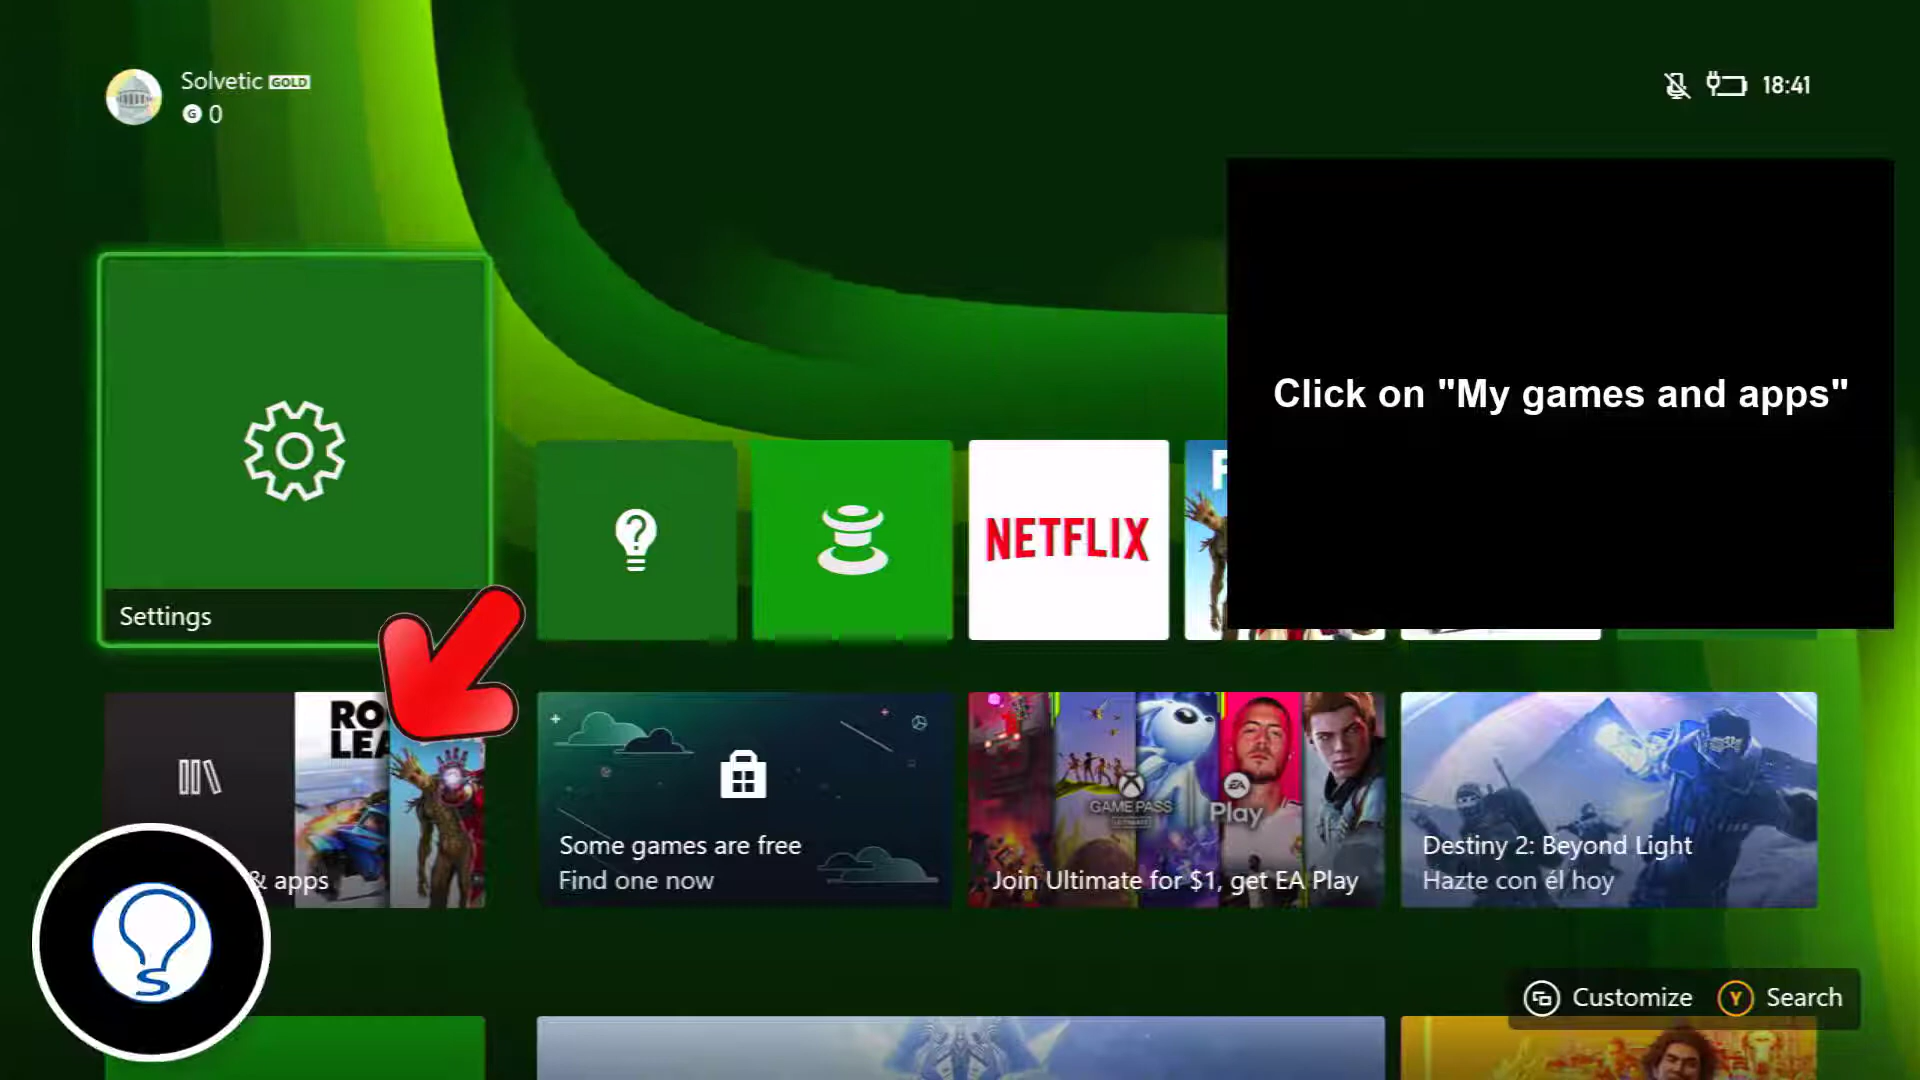 Solvetic GOLD
G 0
18:41
Click on "My games and apps"
NETFLIX
Settings
GAME PASS
ULTIMATE
EA
Play
& apps
Some games are free
Find one now
Join Ultimate for $1, get EA Play
Destiny 2: Beyond Light
Hazte con él hoy
Customize
Y Search